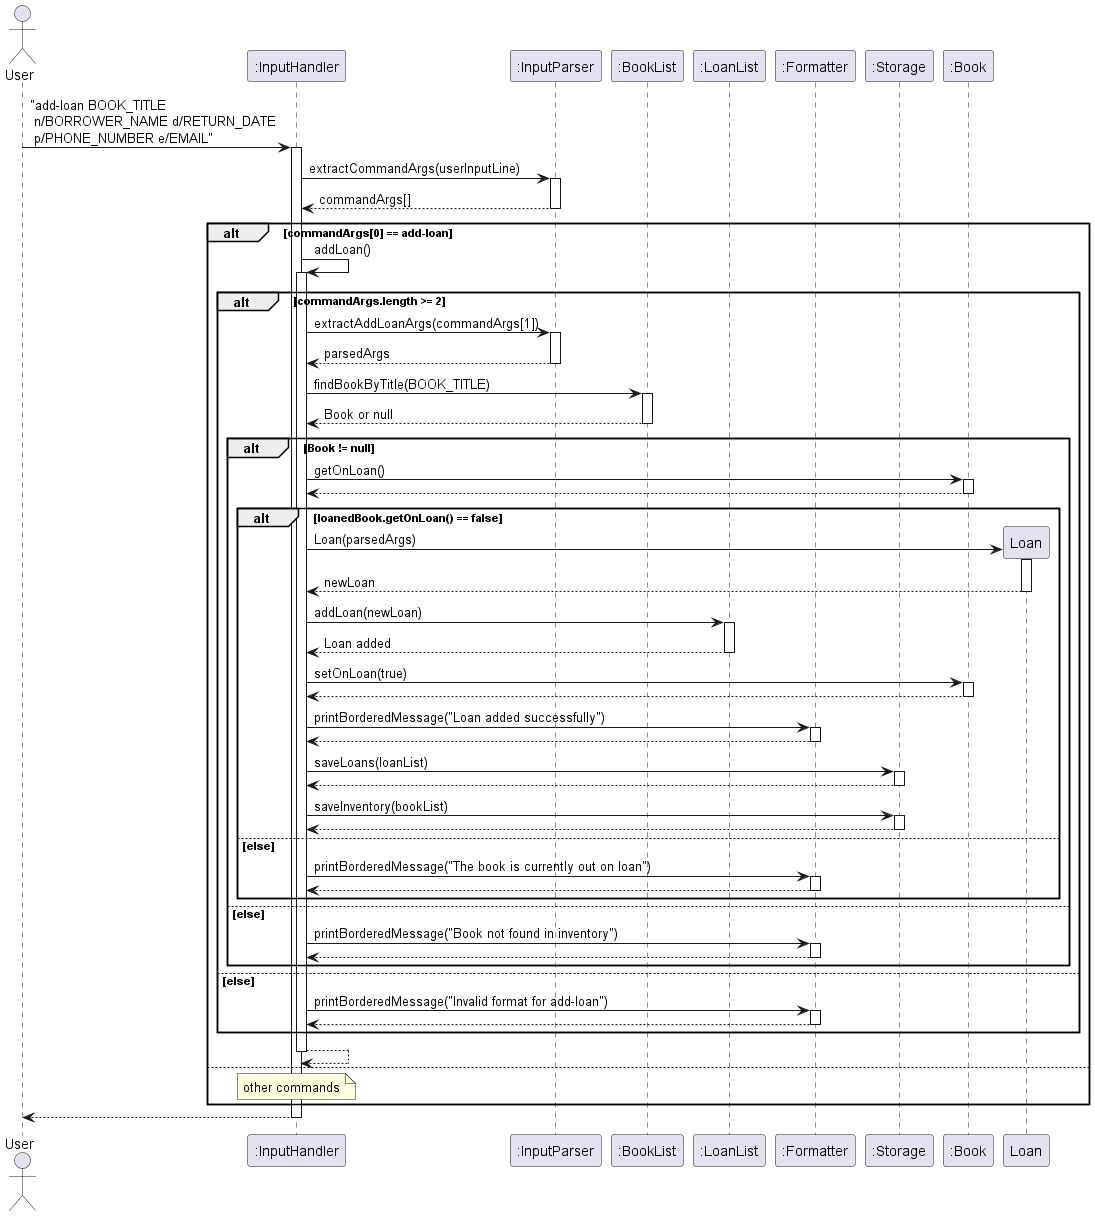 User
:InputHandler
:InputParser
:BookList
:LoanList
:Formatter
:Storage
:Book
"add-loan BOOK_TITLE
n/BORROWER_NAME d/RETURN_DATE
p/PHONE_NUMBER e/EMAIL"
extractCommandArgs(userInputLine)
commandArgs[]
alt [commandArgs[0] == add-loan]
addLoan()
alt [commandArgs.length >= 2]
extractAddLoanArgs(commandArgs[1])
parsedArgs
findBookByTitle(BOOK_TITLE)
Book or null
alt [Book != null]
getOnLoan()
alt [loanedBook.getOnLoan() == false]
Loan(parsedArgs)
Loan
newLoan
addLoan(newLoan)
Loan added
setOnLoan(true)
printBorderedMessage("Loan added successfully")
saveLoans(loanList)
saveInventory(bookList)
[else]
printBorderedMessage("The book is currently out on loan")
[else]
printBorderedMessage("Book not found in inventory")
[else]
printBorderedMessage("Invalid format for add-loan")
other commands
User
:InputHandler
:InputParser
:BookList
:LoanList
:Formatter
:Storage
:Book
Loan